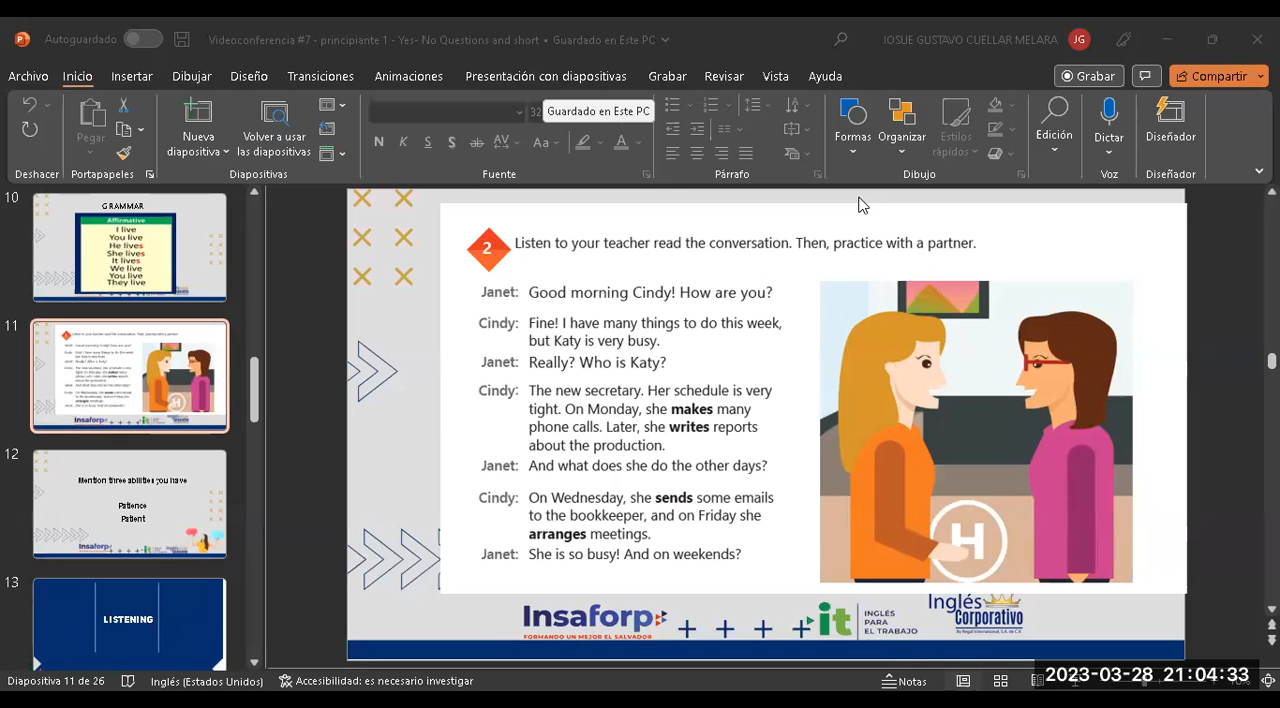 Autoguardado
Videoconferencia #7 - principiante 1 - Yes- No Questions and short • Guardado en Este PC
JOSUE GUSTAVO CUELLAR MELARA JG
Archivo Inicio Insertar Dibujar Diseño Transiciones Animaciones Presentación con diapositivas Grabar Revisar Vista Ayuda Grabar Compartir
Guardado en Este PC
Pegar
Nueva diapositiva
Volver a usar las diapositivas
N K S S ab AV Aa A
Formas Organizar Estilos rápidos Edición Dictar Diseñador
Deshacer Portapapeles Diapositivas Fuente Párrafo Dibujo Voz Diseñador
10
GRAMMAR
Affirmative
I live
You live
He lives
She lives
It lives
We live
You live
They live
11
12
Mention three abilities you have
Patience
Patient
Insaforp
13
LISTENING
2 Listen to your teacher read the conversation. Then, practice with a partner.
Janet: Good morning Cindy! How are you?
Cindy: Fine! I have many things to do this week,
but Katy is very busy.
Janet: Really? Who is Katy?
Cindy: The new secretary. Her schedule is very
tight. On Monday, she makes many
phone calls. Later, she writes reports
about the production.
Janet: And what does she do the other days?
Cindy: On Wednesday, she sends some emails
to the bookkeeper, and on Friday she
arranges meetings.
Janet: She is so busy! And on weekends?
H
Insaforp
FORMANDO UN MEJOR EL SALVADOR
it INGLÉS
PARA
EL TRABAJO
Inglés
Corporativo
By Regal International, S.A. de C.V.
Diapositiva 11 de 26 Inglés (Estados Unidos) Accesibilidad: es necesario investigar Notas
2023-03-28 21:04:33